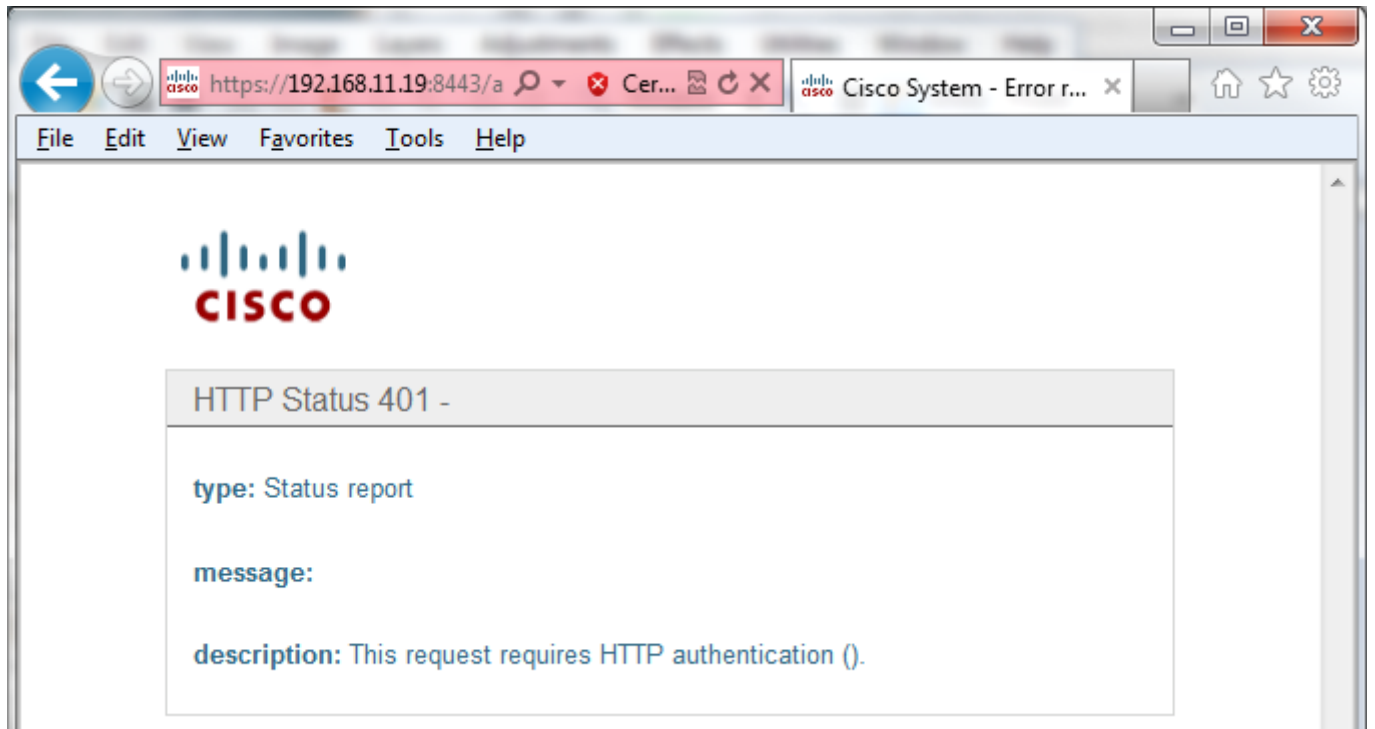 https://192.168.11.19:8443/a Cer... Cisco System - Error r...
File Edit View Favorites Tools Help
CISCO
HTTP Status 401 -
type: Status report
message:
description: This request requires HTTP authentication ().